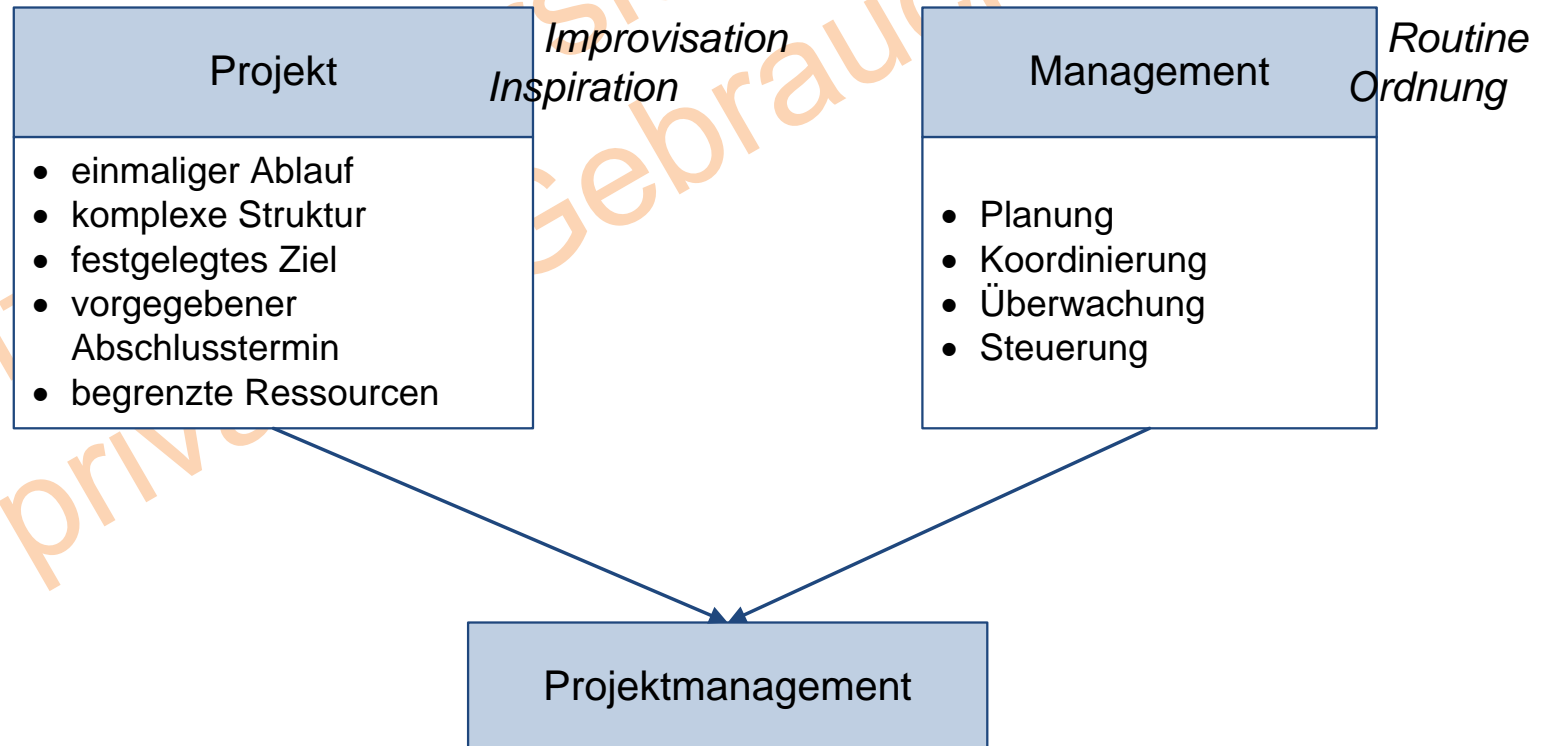 Projekt
Improvisation
Inspiration
• einmaliger Ablauf
• komplexe Struktur
• festgelegtes Ziel
• vorgegebener
Abschlusstermin
• begrenzte Ressourcen
Management
Routine
Ordnung
• Planung
• Koordinierung
• Überwachung
• Steuerung
Projektmanagement